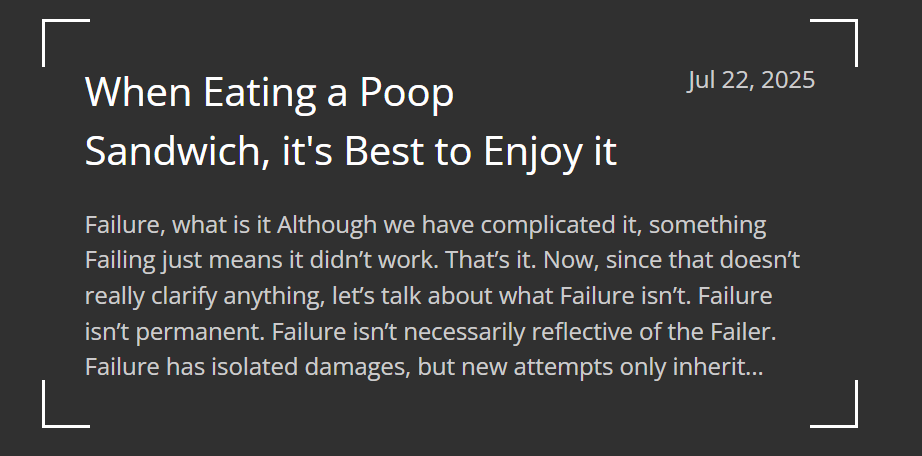 When Eating a Poop
Sandwich, it's Best to Enjoy it
Jul 22, 2025
Failure, what is it Although we have complicated it, something
Failing just means it didn’t work. That’s it. Now, since that doesn’t
really clarify anything, let’s talk about what Failure isn’t. Failure
isn’t permanent. Failure isn’t necessarily reflective of the Failer.
Failure has isolated damages, but new attempts only inherit...